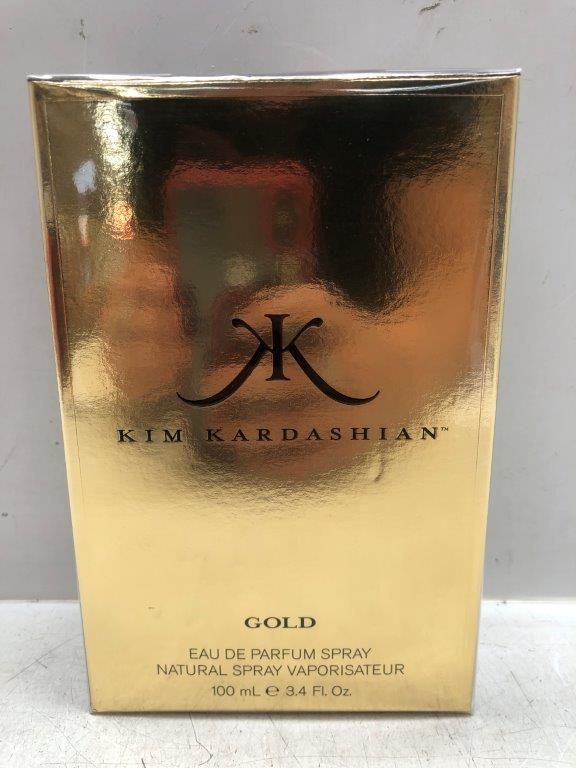 KK
KIM KARDASHIAN™
GOLD
EAU DE PARFUM SPRAY
NATURAL SPRAY VAPORISATEUR
100 mL ℮ 3.4 Fl. Oz.